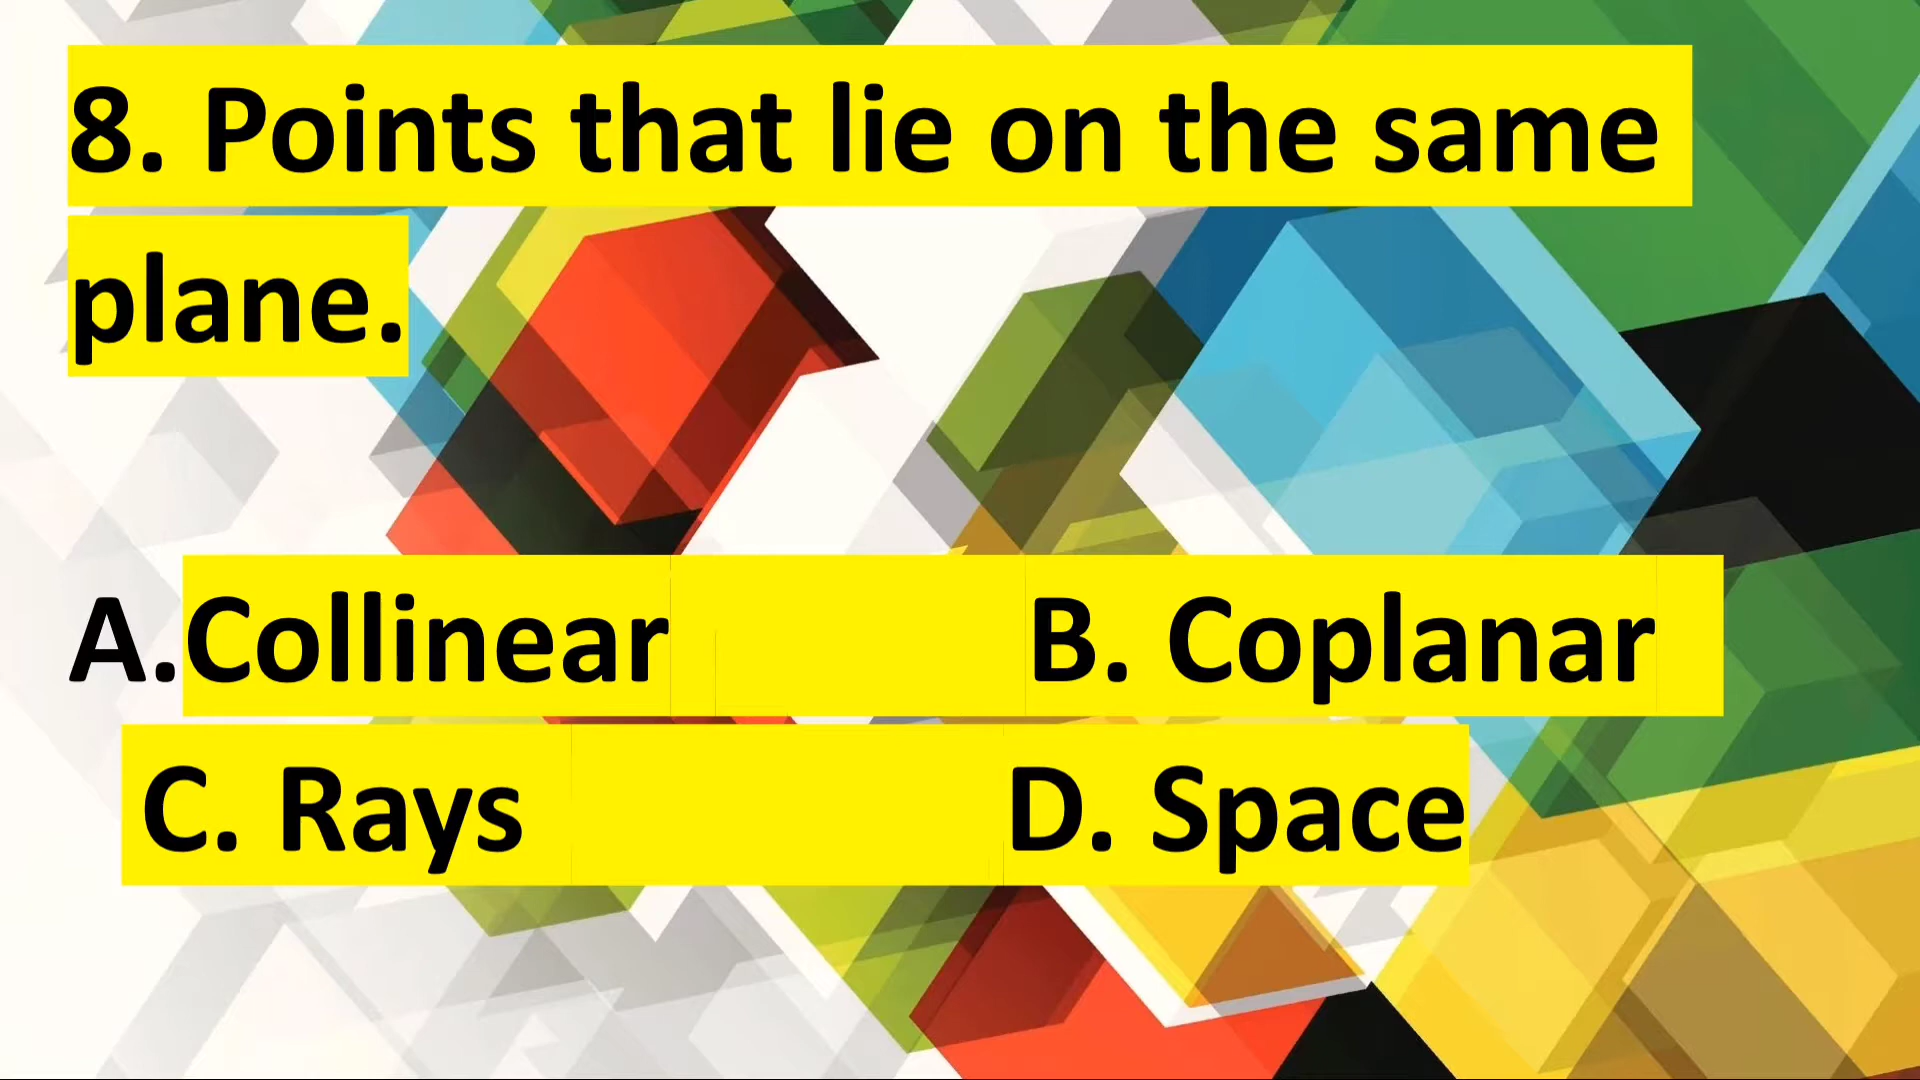 8. Points that lie on the same
plane.
A.Collinear B. Coplanar
C. Rays D. Space